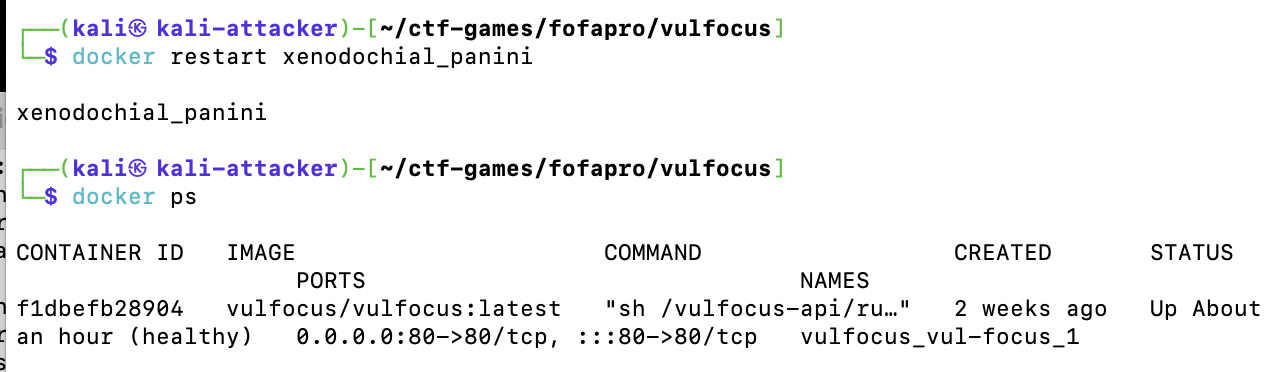 ┌──(kali㉿kali-attacker)-[~/ctf-games/fofapro/vulfocus]
└─$ docker restart xenodochial_panini
xenodochial_panini
┌──(kali㉿kali-attacker)-[~/ctf-games/fofapro/vulfocus]
└─$ docker ps
CONTAINER ID   IMAGE                      COMMAND                  CREATED       STATUS
PORTS                               NAMES
f1dbefb28904   vulfocus/vulfocus:latest   "sh /vulfocus-api/ru…"   2 weeks ago   Up About
an hour (healthy)   0.0.0.0:80->80/tcp, :::80->80/tcp   vulfocus_vul-focus_1